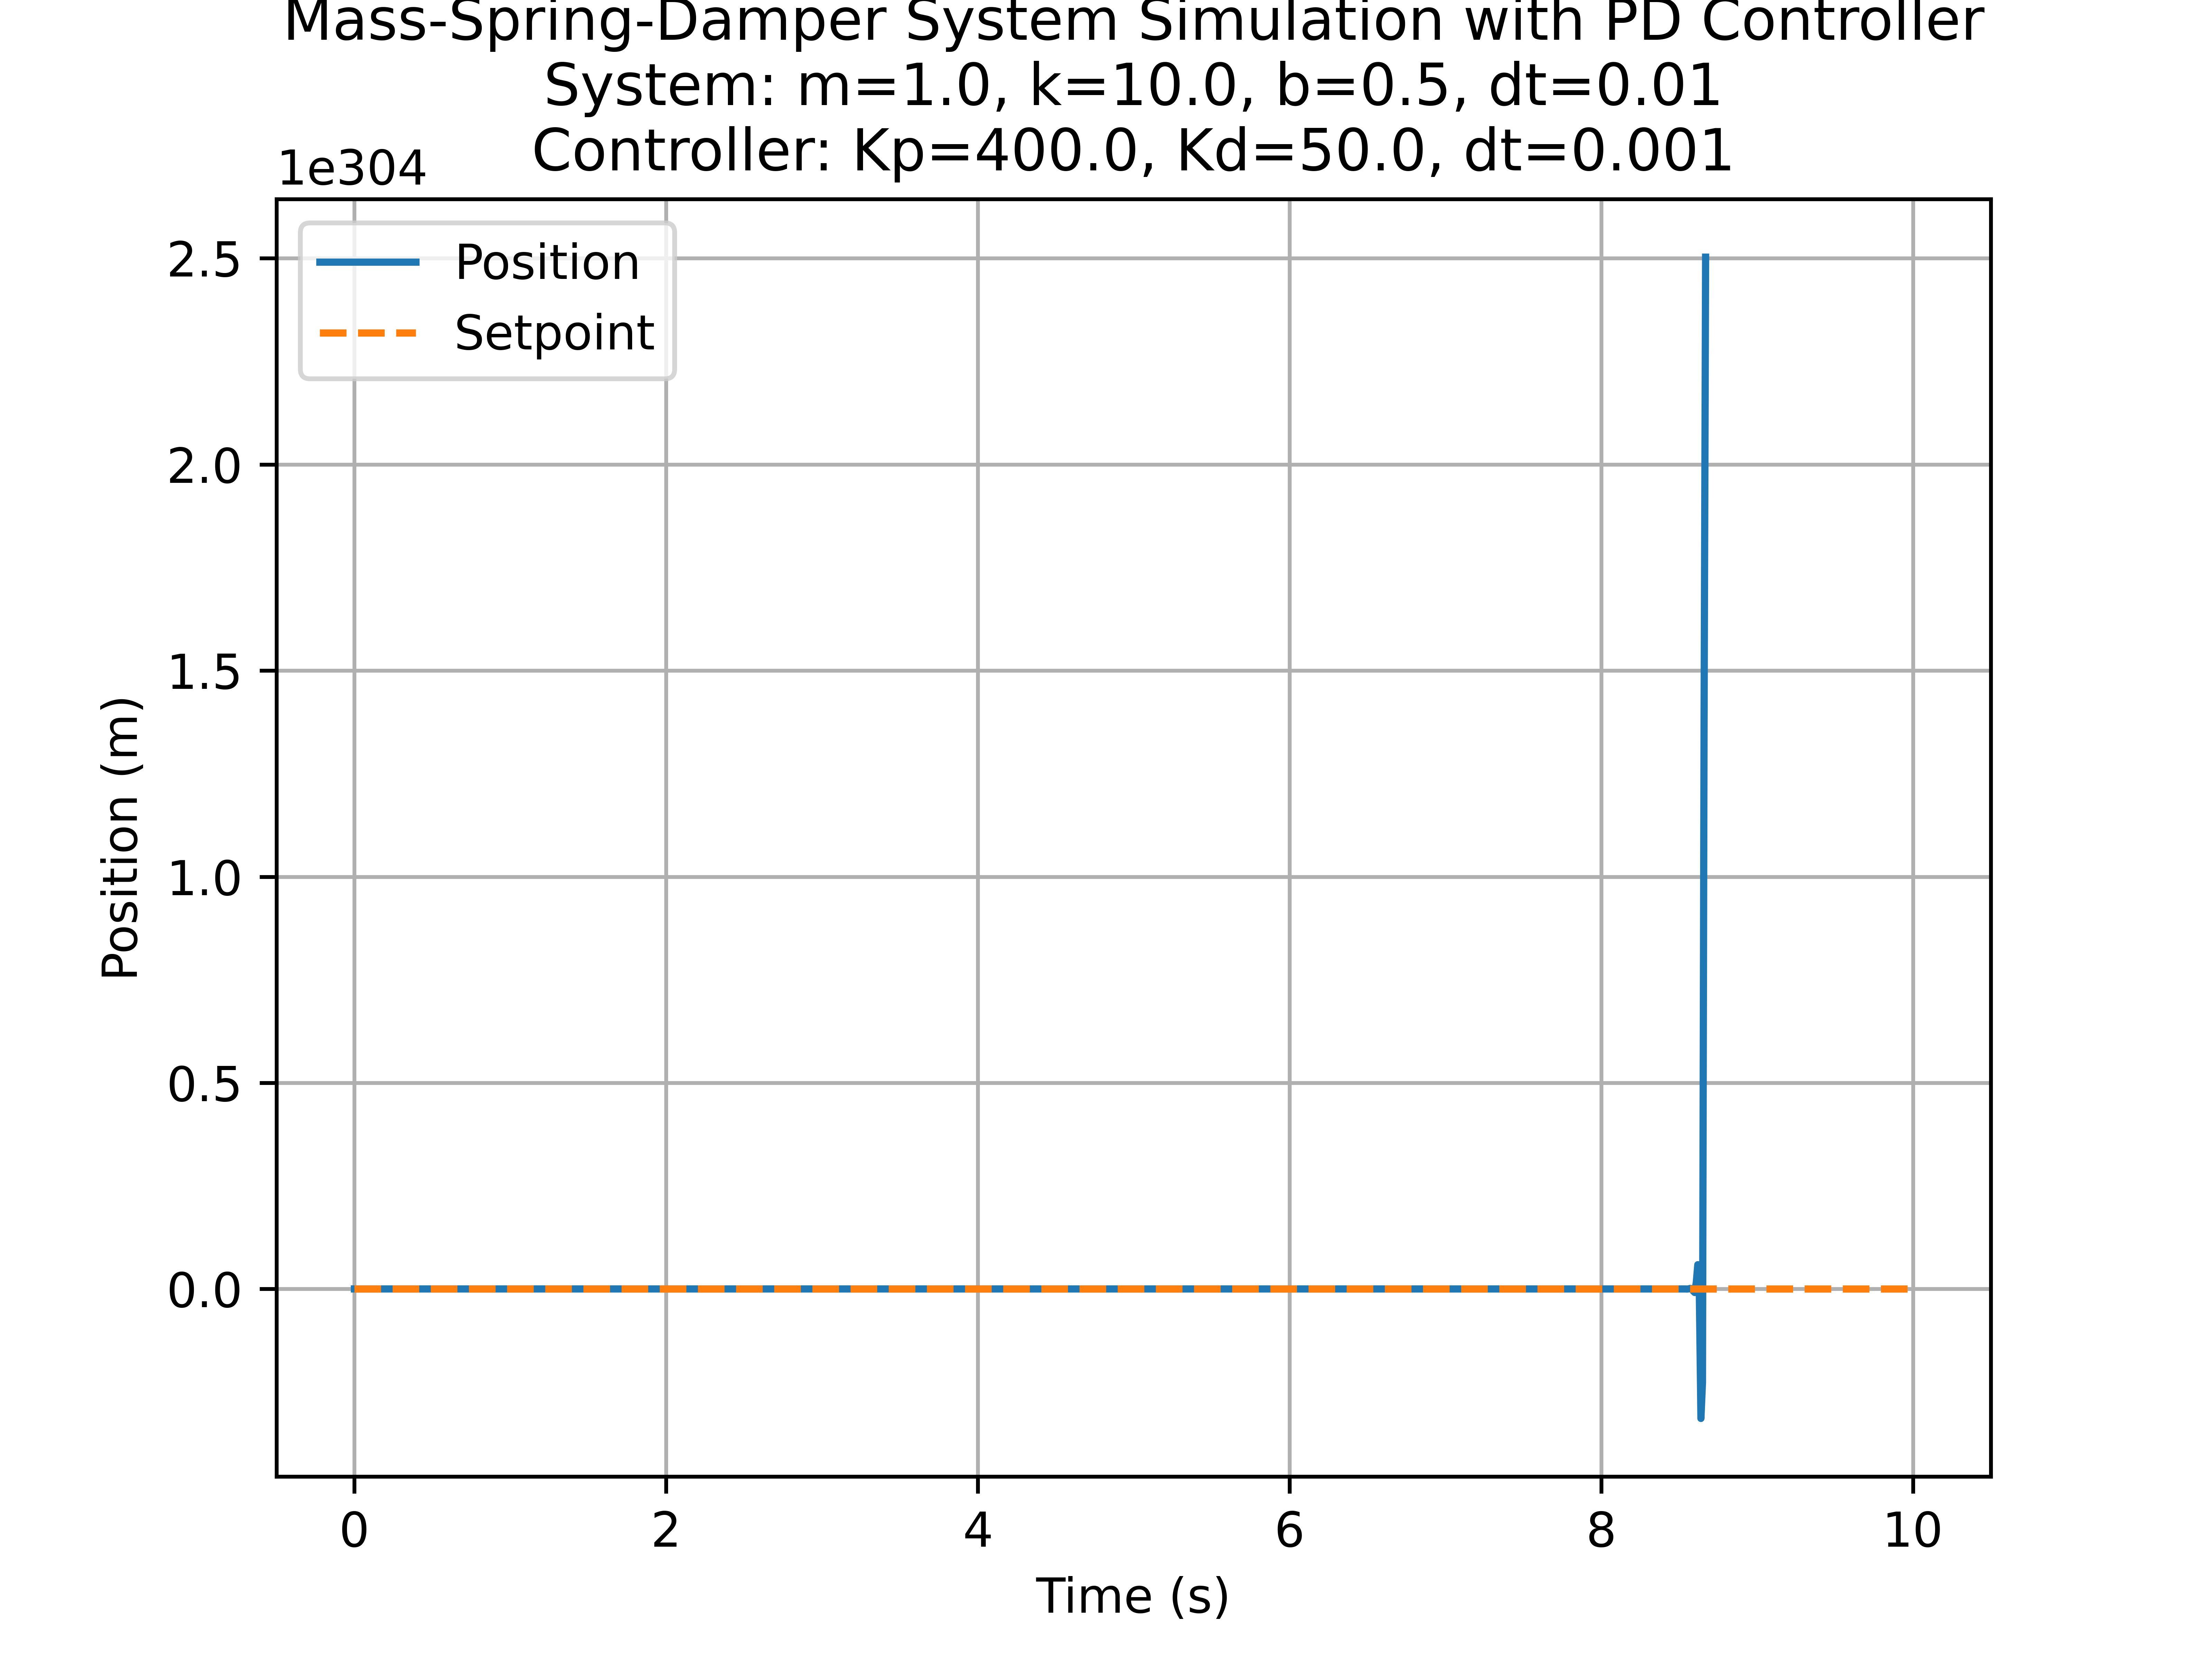 Mass-Spring-Damper System Simulation with PD Controller
System: m=1.0, k=10.0, b=0.5, dt=0.01
Controller: Kp=400.0, Kd=50.0, dt=0.001
1e304
Position
Setpoint
2.5
2.0
1.5
1.0
0.5
0.0
Position (m)
0 2 4 6 8 10
Time (s)